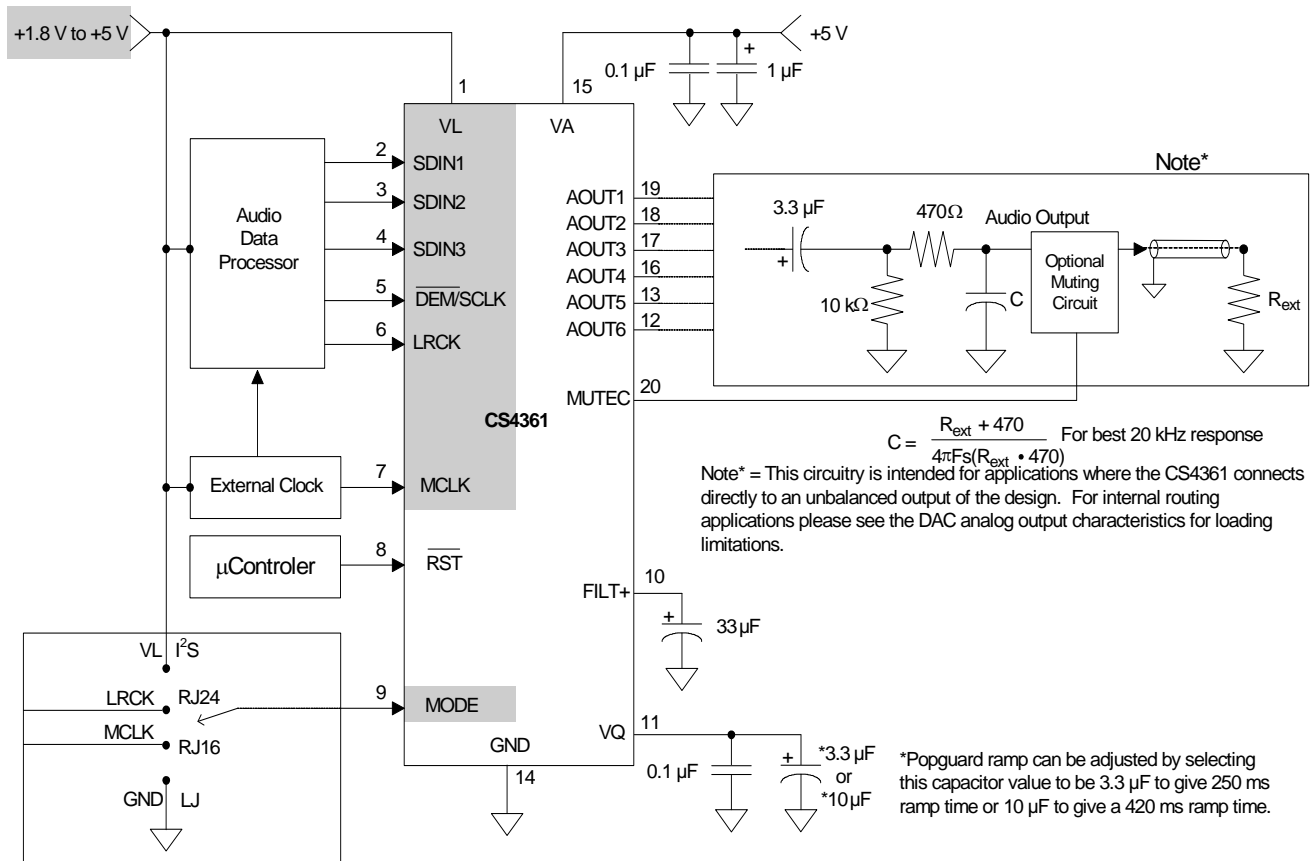 +1.8 V to +5 V
+5 V
0.1 µF
+
1 µF
1
15
VL
VA
Audio
Data
Processor
2
SDIN1
3
SDIN2
4
SDIN3
5
DEM/SCLK
6
LRCK
AOUT1
19
AOUT2
18
AOUT3
17
AOUT4
16
AOUT5
13
AOUT6
12
Note*
3.3 µF
+
470Ω
Audio Output
10 kΩ
C
Optional
Muting
Circuit
Rext
MUTEC
20
CS4361
External Clock
7
MCLK
C = Rext + 470 / 4πFs(Rext • 470) For best 20 kHz response
Note* = This circuitry is intended for applications where the CS4361 connects
directly to an unbalanced output of the design. For internal routing
applications please see the DAC analog output characteristics for loading
limitations.
µControler
8
RST
FILT+
10
+
33 µF
VL I²S
LRCK RJ24
MCLK RJ16
GND LJ
9
MODE
GND
14
VQ
11
0.1 µF
+
*3.3 µF
or
*10 µF
*Popguard ramp can be adjusted by selecting
this capacitor value to be 3.3 µF to give 250 ms
ramp time or 10 µF to give a 420 ms ramp time.